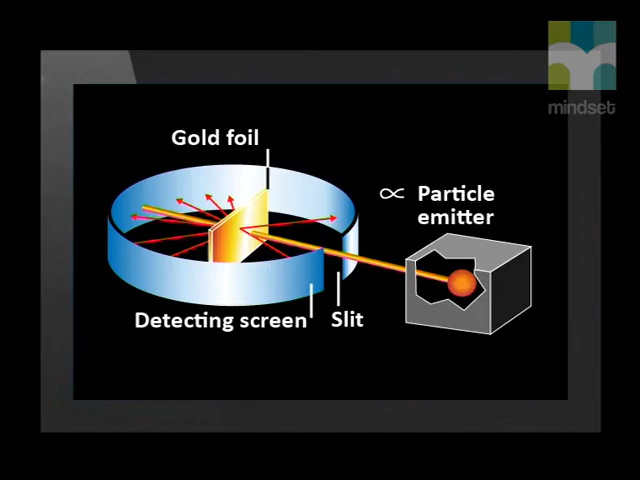 mindset
Gold foil
∝ Particle
emitter
Detecting screen
Slit